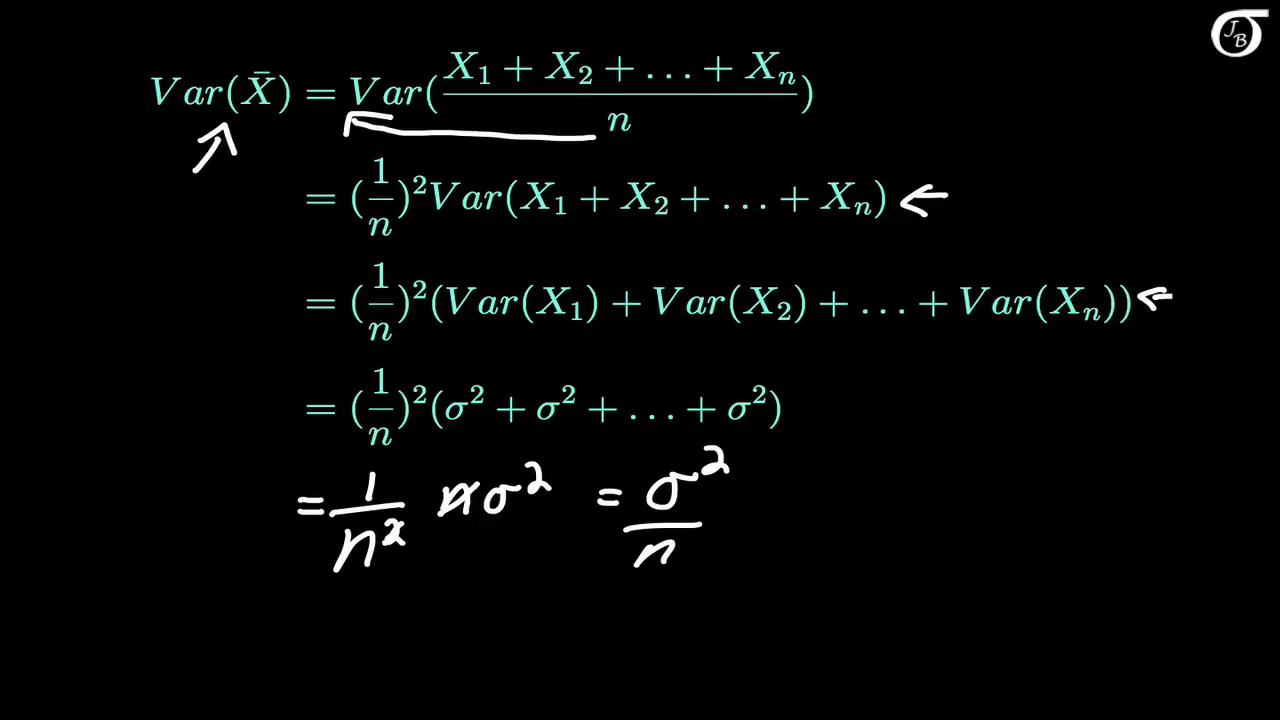 JB
Var(X̄) = Var((X₁ + X₂ + ... + Xₙ)/n)
= (1/n)²Var(X₁ + X₂ + ... + Xₙ)
= (1/n)²(Var(X₁) + Var(X₂) + ... + Var(Xₙ))
= (1/n)²(σ² + σ² + ... + σ²)
= 1/n² nσ² = σ²/n